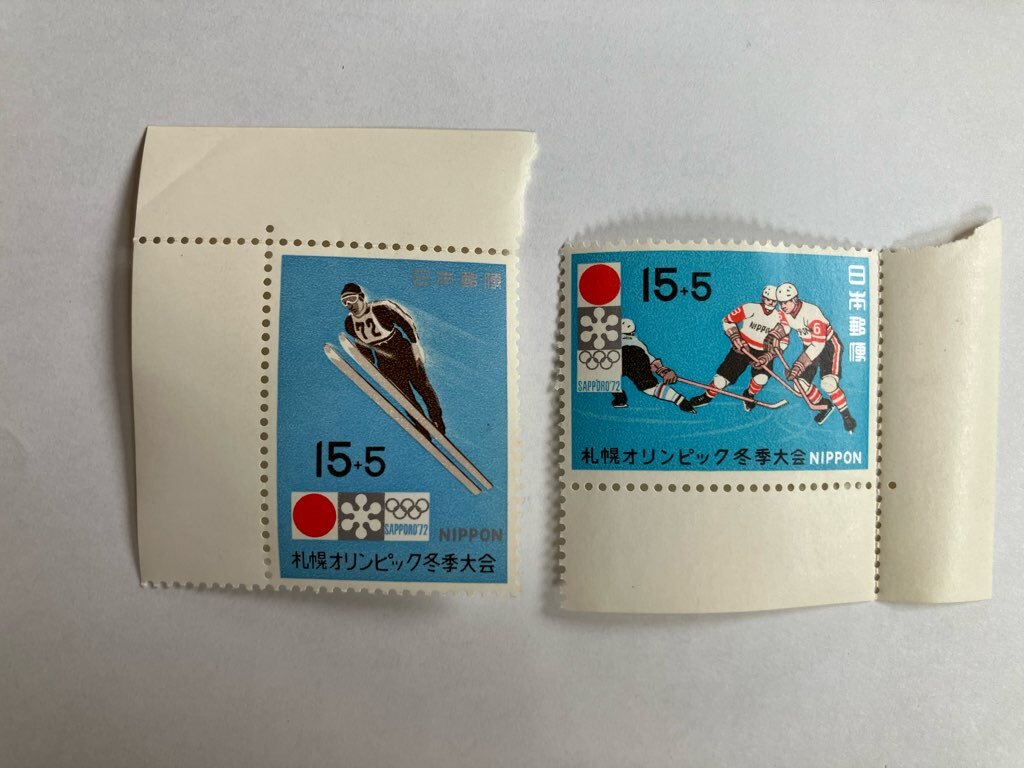 日本郵便
72
15+5
SAPPORO'72
NIPPON
札幌オリンピック冬季大会
15+5
日本郵便
NIPPON
6
SAPPORO'72
札幌オリンピック冬季大会 NIPPON